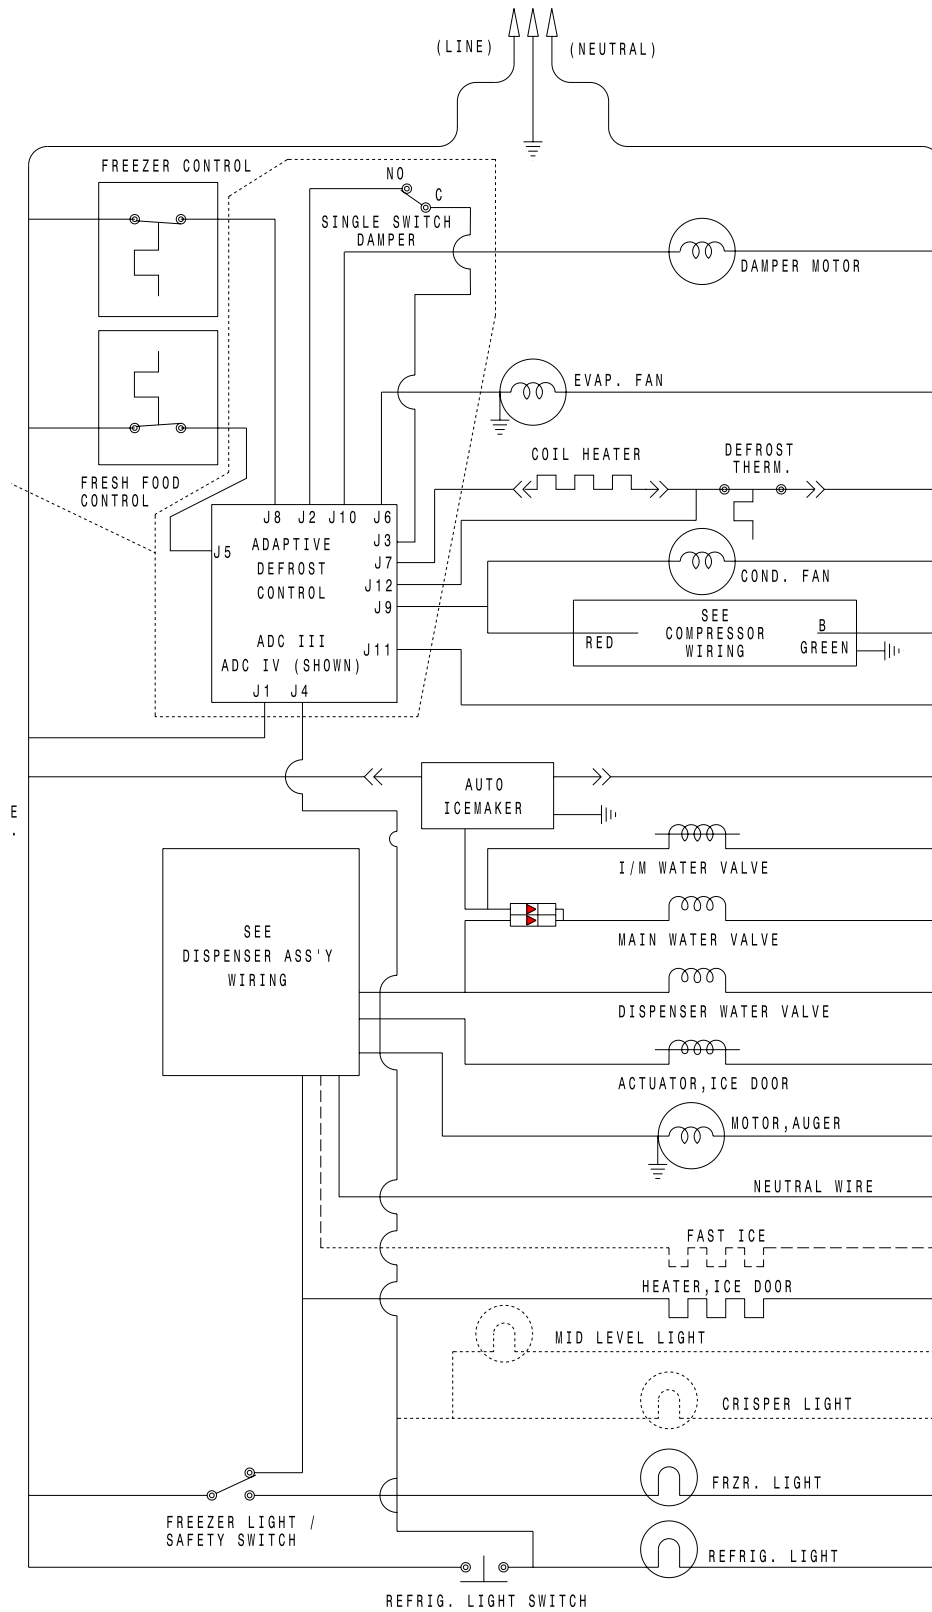 (LINE)
(NEUTRAL)
FREEZER CONTROL
NO
C
SINGLE SWITCH
DAMPER
DAMPER MOTOR
EVAP. FAN
COIL HEATER
DEFROST
THERM.
FRESH FOOD
CONTROL
J8 J2 J10 J6
J3
J5
ADAPTIVE
DEFROST
CONTROL
J7
J12
J9
COND. FAN
SEE
COMPRESSOR
WIRING
RED
B
GREEN
ADC III
ADC IV (SHOWN)
J11
J1 J4
AUTO
ICEMAKER
E
.
I/M WATER VALVE
SEE
DISPENSER ASS'Y
WIRING
MAIN WATER VALVE
DISPENSER WATER VALVE
ACTUATOR,ICE DOOR
MOTOR,AUGER
NEUTRAL WIRE
FAST ICE
HEATER,ICE DOOR
MID LEVEL LIGHT
CRISPER LIGHT
FRZR. LIGHT
FREEZER LIGHT /
SAFETY SWITCH
REFRIG. LIGHT
REFRIG. LIGHT SWITCH